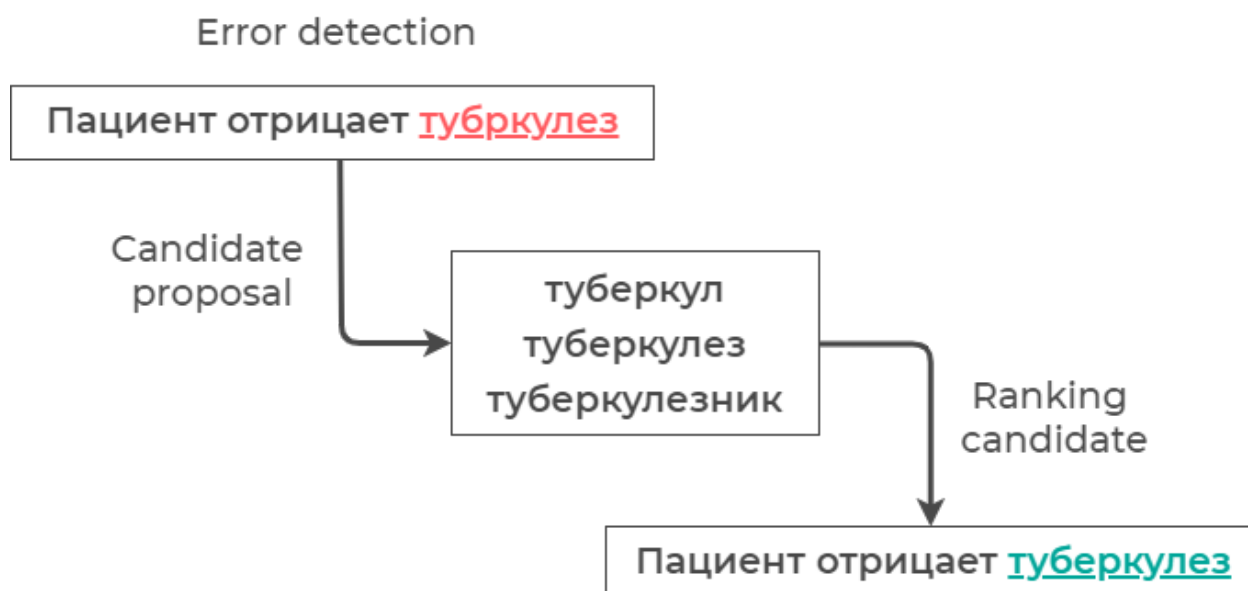 Error detection
Пациент отрицает тубркулез
Candidate
proposal
туберкул
туберкулез
туберкулезник
Ranking
candidate
Пациент отрицает туберкулез